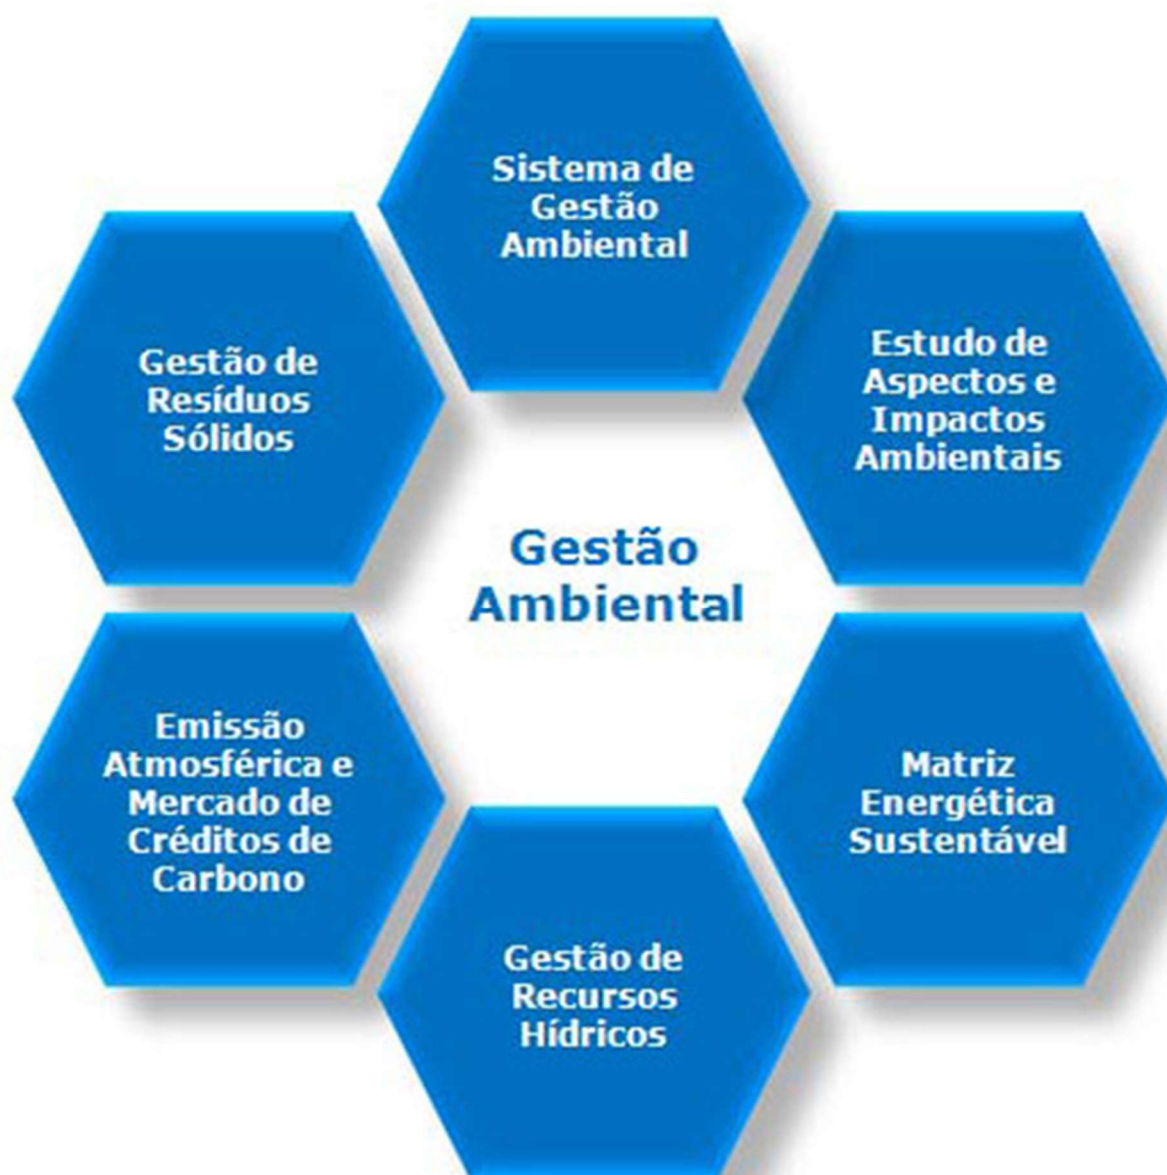 Sistema de
Gestão
Ambiental
Estudo de
Aspectos e
Impactos
Ambientais
Matriz
Energética
Sustentável
Gestão de
Recursos
Hídricos
Emissão
Atmosférica e
Mercado de
Créditos de
Carbono
Gestão de
Resíduos
Sólidos
Gestão
Ambiental